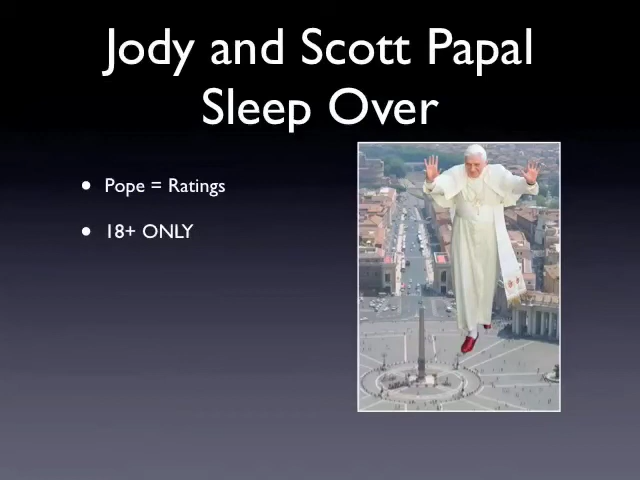 Jody and Scott Papal
Sleep Over
• Pope = Ratings
• 18+ ONLY